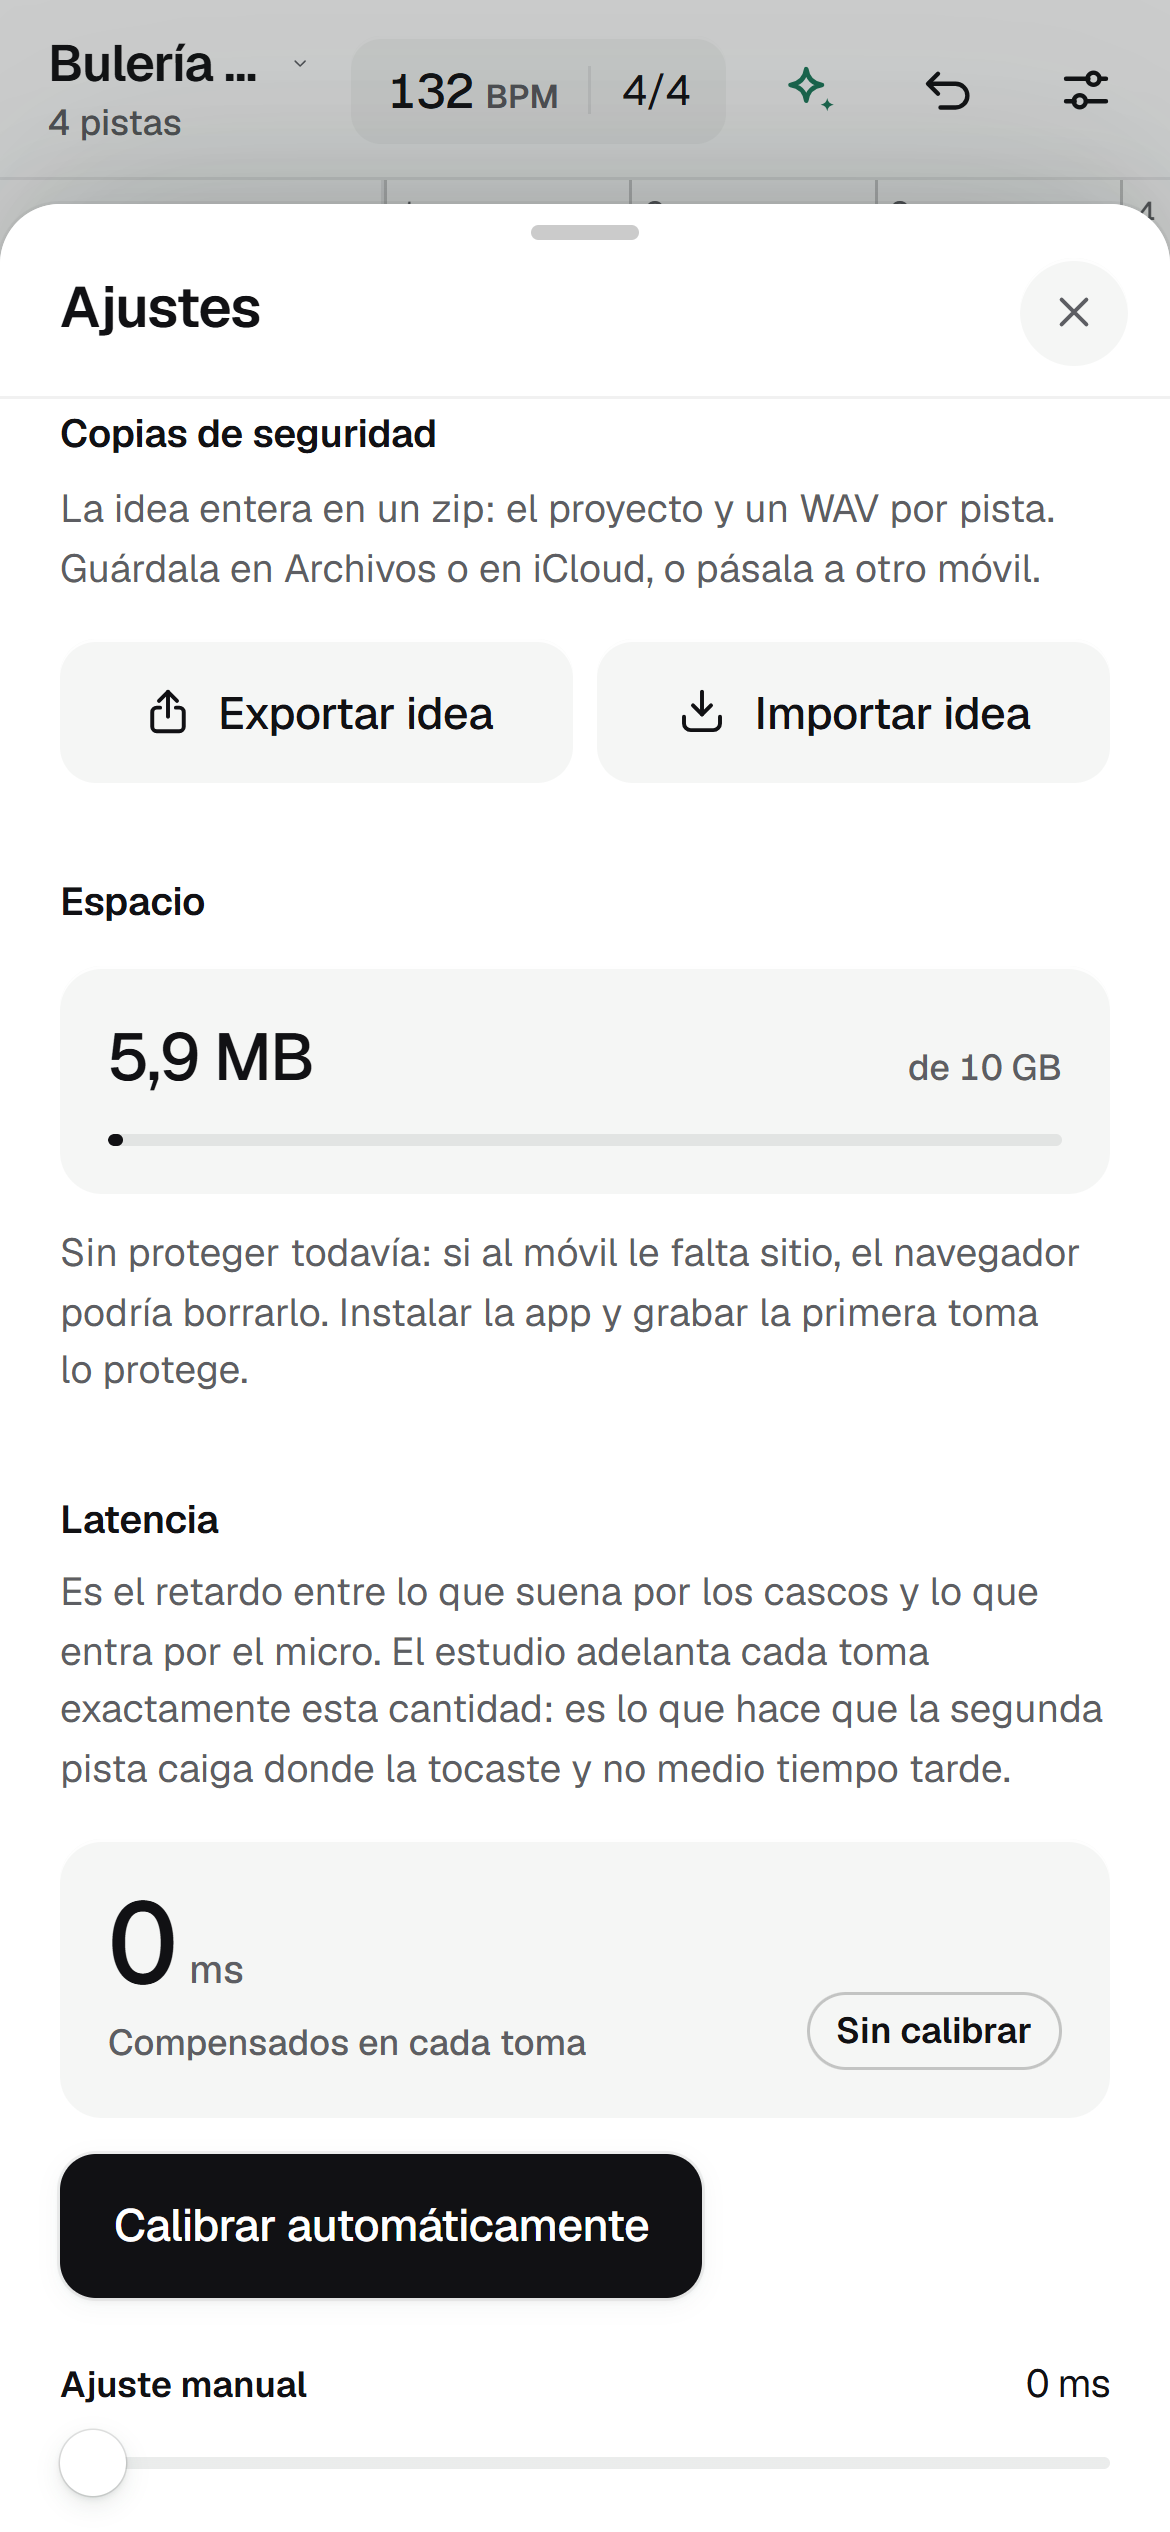 Bulería ...
4 pistas
132 BPM
4/4
4
Ajustes
Copias de seguridad
La idea entera en un zip: el proyecto y un WAV por pista.
Guárdala en Archivos o en iCloud, o pásala a otro móvil.
Exportar idea
Importar idea
Espacio
5,9 MB
de 10 GB
Sin proteger todavía: si al móvil le falta sitio, el navegador
podría borrarlo. Instalar la app y grabar la primera toma
lo protege.
Latencia
Es el retardo entre lo que suena por los cascos y lo que
entra por el micro. El estudio adelanta cada toma
exactamente esta cantidad: es lo que hace que la segunda
pista caiga donde la tocaste y no medio tiempo tarde.
0 ms
Compensados en cada toma
Sin calibrar
Calibrar automáticamente
Ajuste manual
0 ms